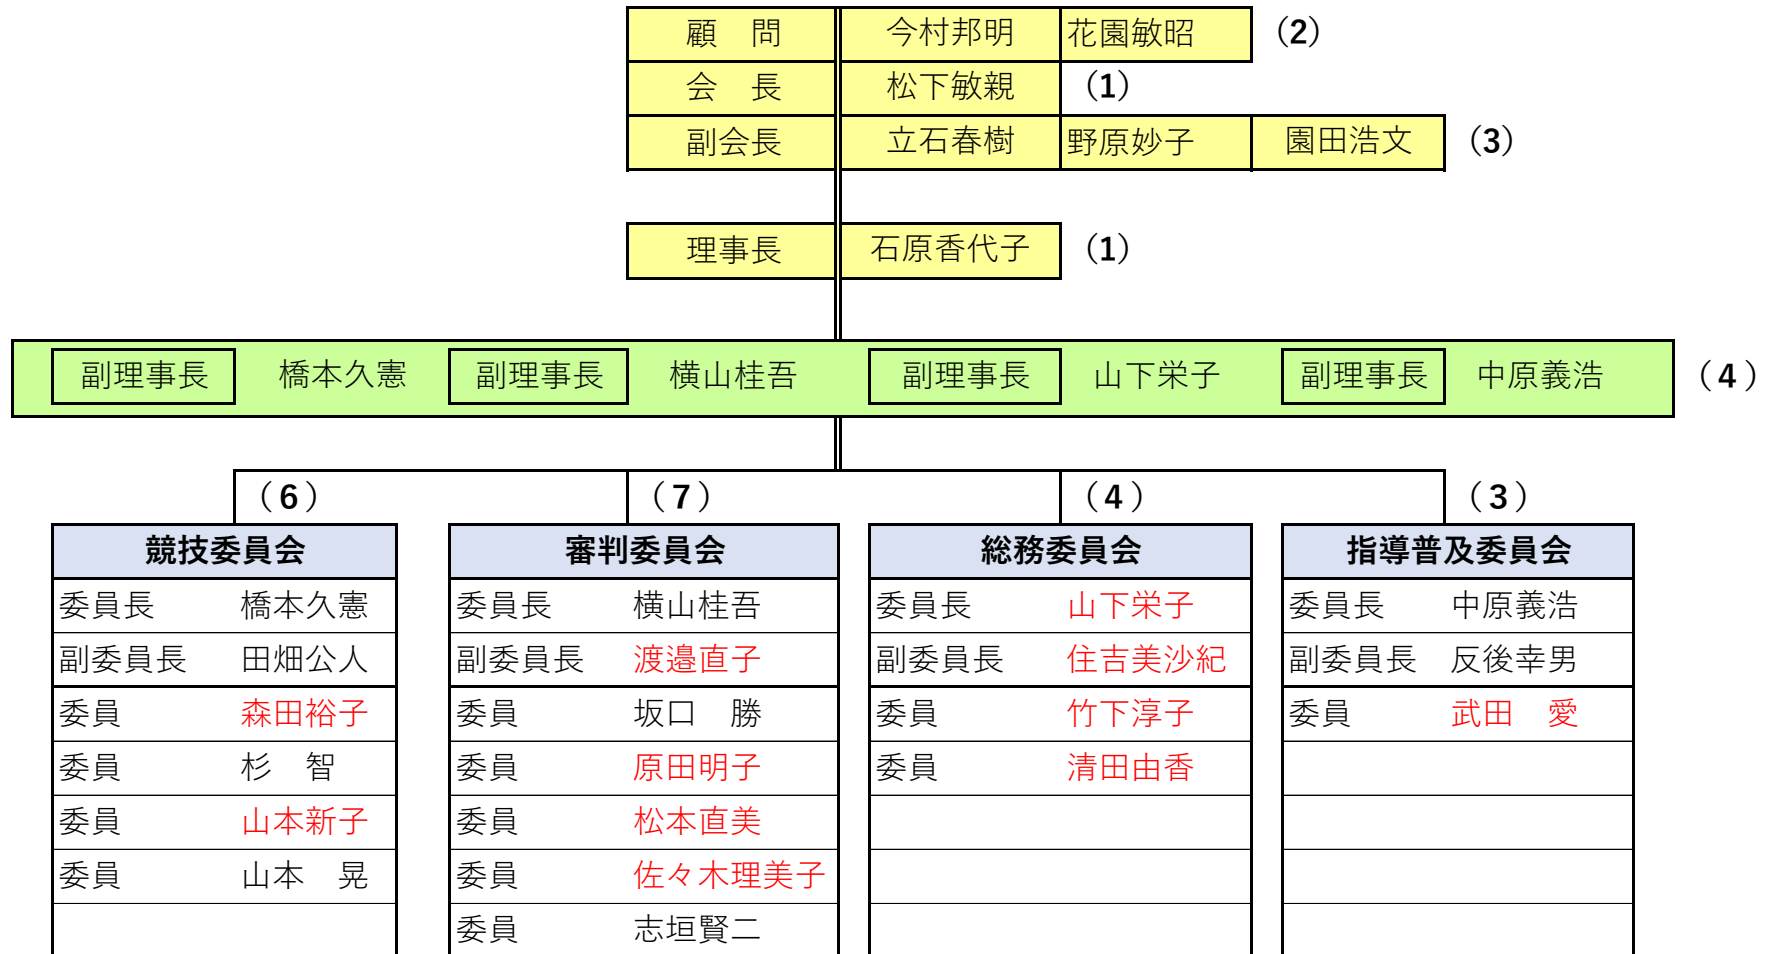 顧　問 今村邦明 花園敏昭 （2）
会　長 松下敏親 （1）
副会長 立石春樹 野原妙子 園田浩文 （3）
理事長 石原香代子 （1）
副理事長 橋本久憲 副理事長 横山桂吾 副理事長 山下栄子 副理事長 中原義浩 （4）
（6） （7） （4） （3）
競技委員会 審判委員会 総務委員会 指導普及委員会
委員長 橋本久憲 委員長 横山桂吾 委員長 山下栄子 委員長 中原義浩
副委員長 田畑公人 副委員長 渡邉直子 副委員長 住吉美沙紀 副委員長 反後幸男
委員 森田裕子 委員 坂口　勝 委員 竹下淳子 委員 武田　愛
委員 杉　智 委員 原田明子 委員 清田由香
委員 山本新子 委員 松本直美
委員 山本　晃 委員 佐々木理美子
委員 志垣賢二